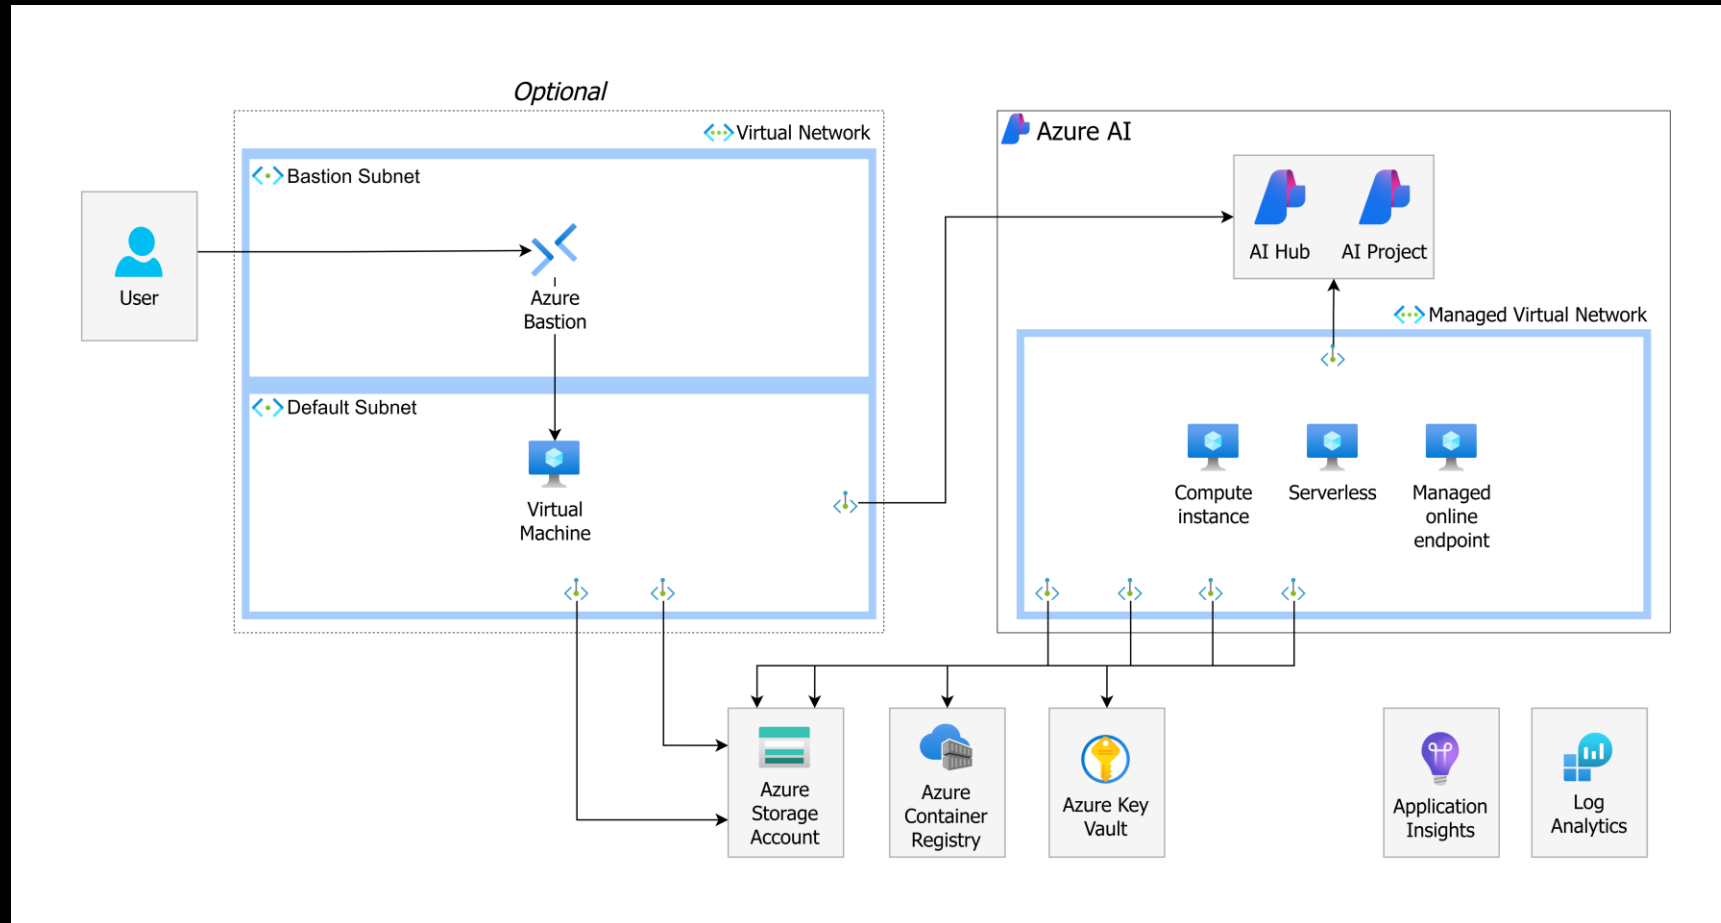 Optional
Virtual Network
Bastion Subnet
User
Azure
Bastion
Default Subnet
Virtual
Machine
Azure AI
AI Hub
AI Project
Managed Virtual Network
Compute
instance
Serverless
Managed
online
endpoint
Azure
Storage
Account
Azure
Container
Registry
Azure Key
Vault
Application
Insights
Log
Analytics